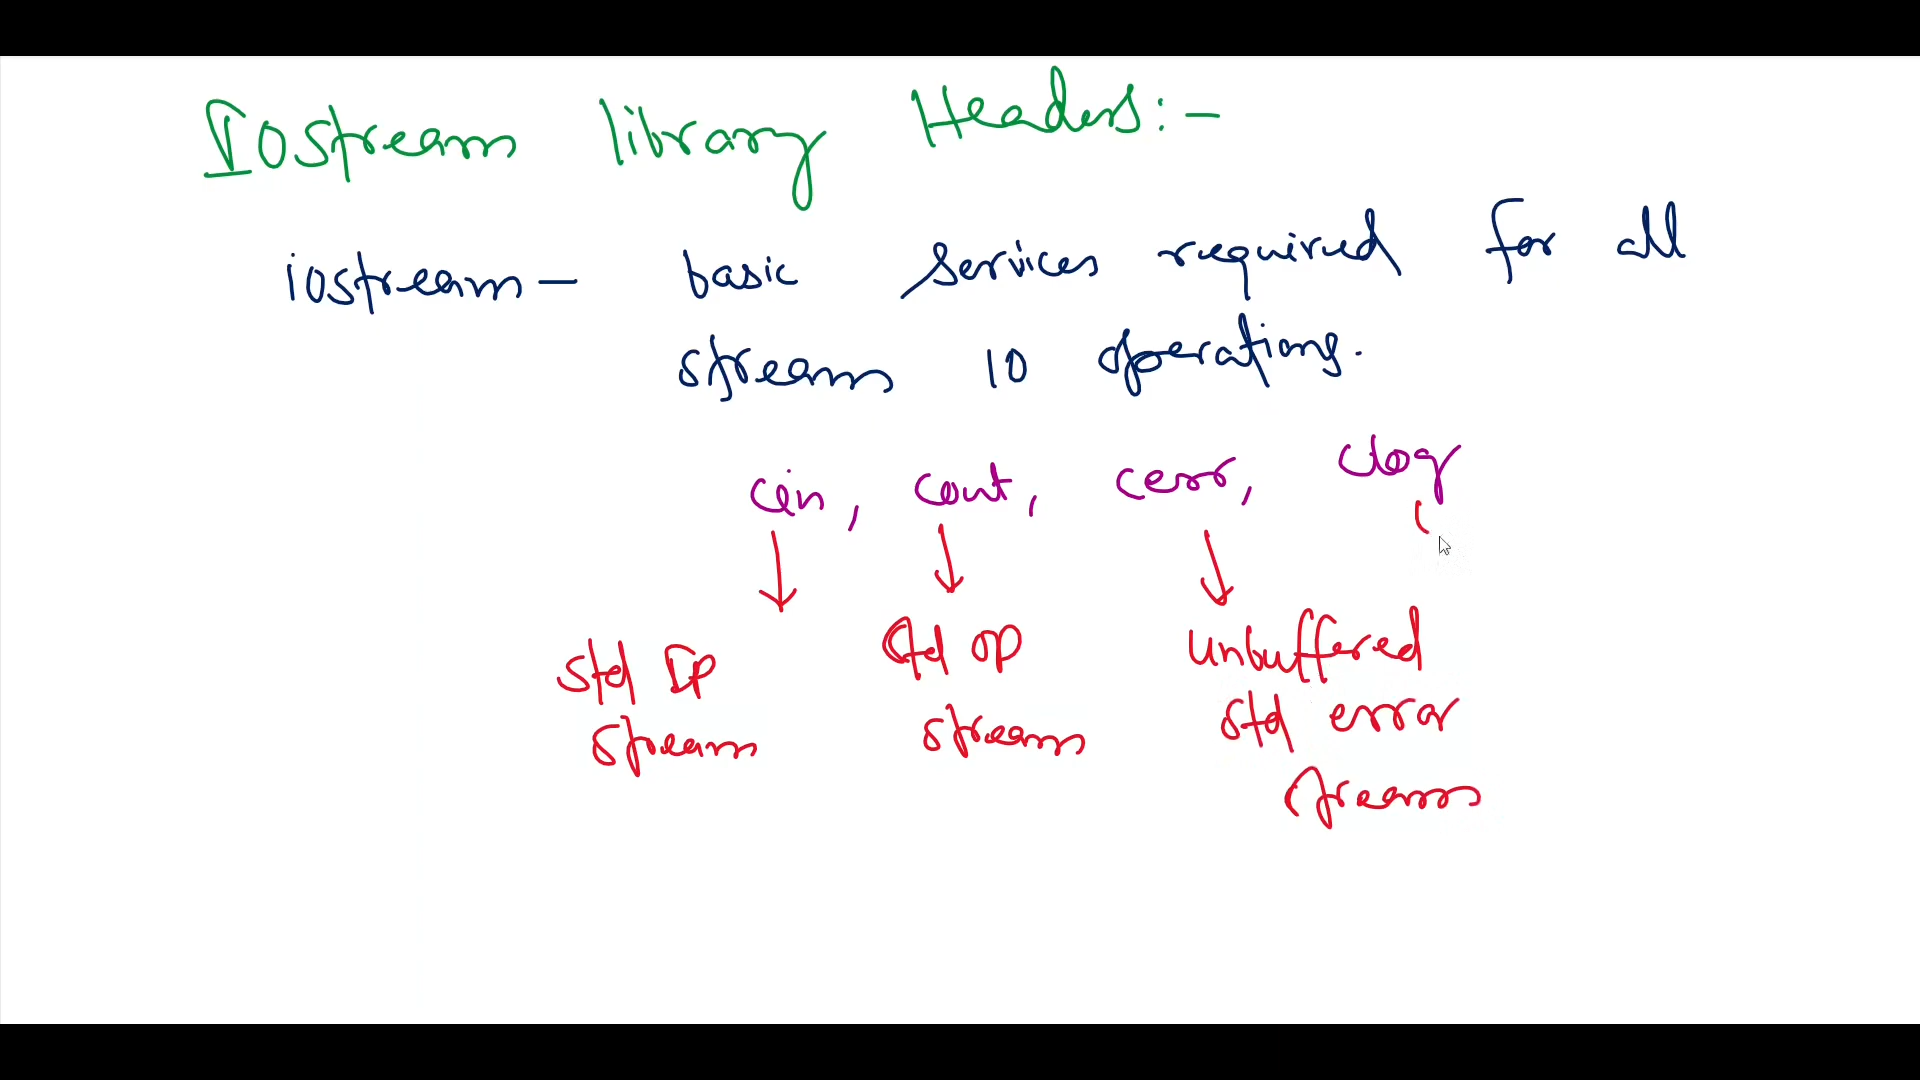 Iostream library Headers:-
iostream - basic services required for all
stream IO operations.
cin, cout, cerr, clog
std IP std op unbuffered
stream stream std error
stream